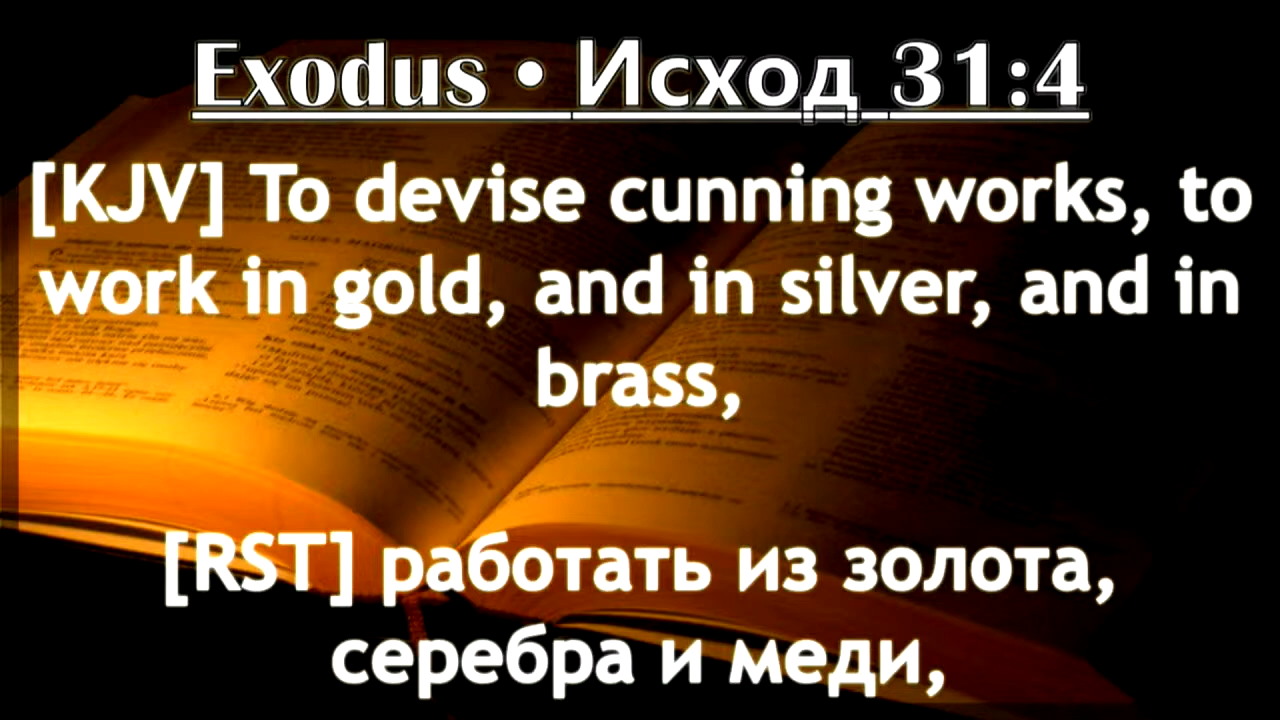 Exodus • Исход 31:4
[KJV] To devise cunning works, to
work in gold, and in silver, and in
brass,
[RST] работать из золота,
серебра и меди,